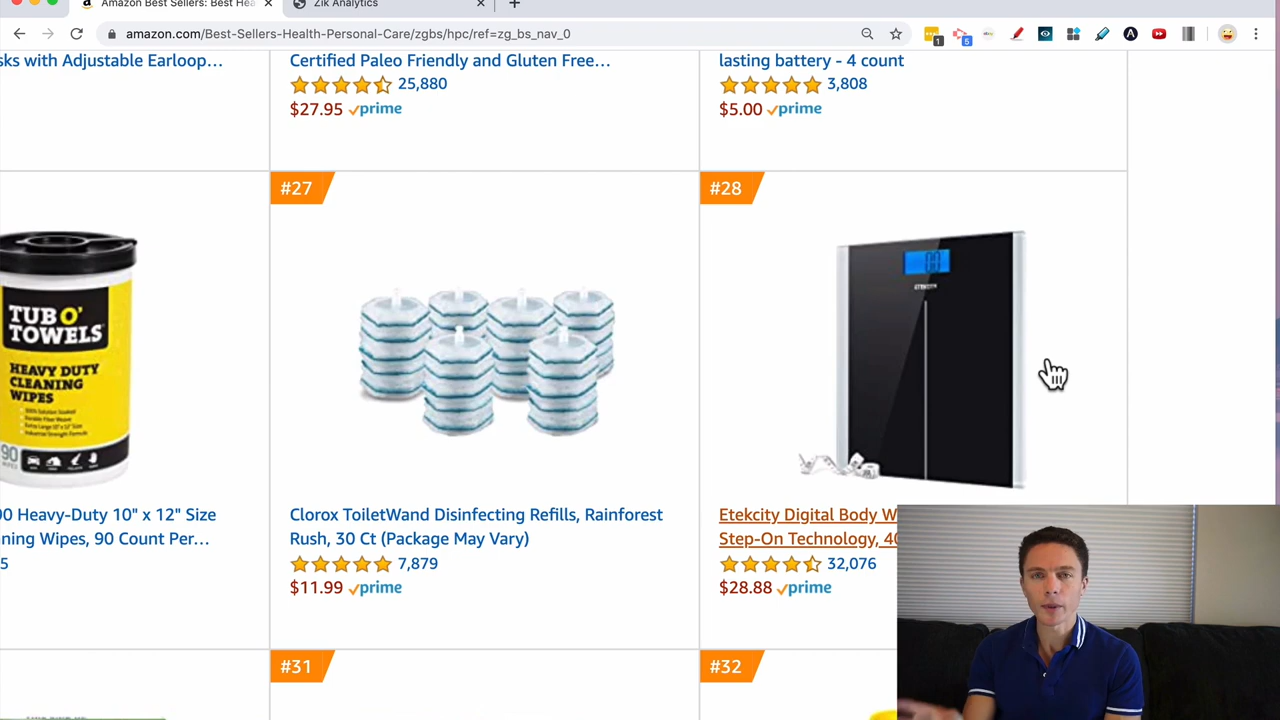 Amazon Best Sellers: Best Hea
Zik Analytics
amazon.com/Best-Sellers-Health-Personal-Care/zgbs/hpc/ref=zg_bs_nav_0
1
5
sks with Adjustable Earloop…
Certified Paleo Friendly and Gluten Free…
25,880
$27.95 prime
lasting battery - 4 count
3,808
$5.00 prime
#27
#28
TUB O'
TOWELS
HEAVY DUTY
CLEANING
WIPES
90
0 Heavy-Duty 10" x 12" Size
ning Wipes, 90 Count Per…
5
Clorox ToiletWand Disinfecting Refills, Rainforest
Rush, 30 Ct (Package May Vary)
7,879
$11.99 prime
Etekcity Digital Body W
Step-On Technology, 40
32,076
$28.88 prime
#31
#32